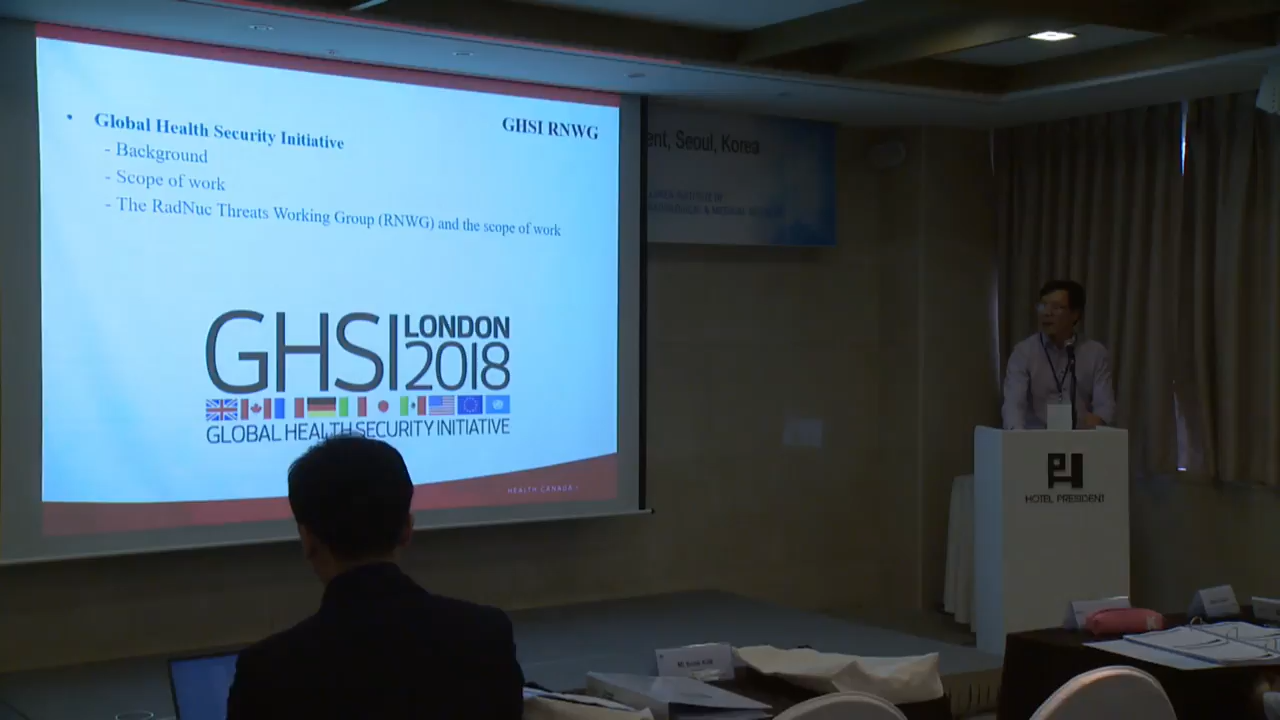 GHSI RNWG
• Global Health Security Initiative
- Background
- Scope of work
- The RadNuc Threats Working Group (RNWG) and the scope of work
GHSI LONDON
2018
GLOBAL HEALTH SECURITY INITIATIVE
HEALTH CANADA
ent, Seoul, Korea
HOTEL PRESIDENT